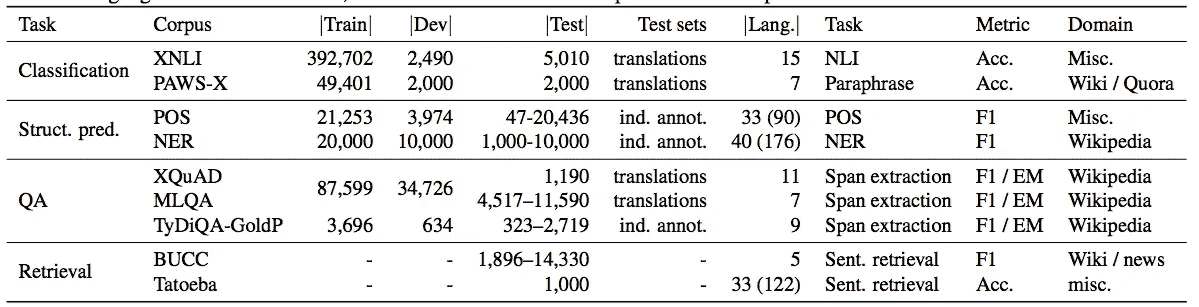 Task Corpus |Train| |Dev| |Test| Test sets |Lang.| Task Metric Domain
Classification XNLI 392,702 2,490 5,010 translations 15 NLI Acc. Misc.
PAWS-X 49,401 2,000 2,000 translations 7 Paraphrase Acc. Wiki / Quora
Struct. pred. POS 21,253 3,974 47-20,436 ind. annot. 33 (90) POS F1 Misc.
NER 20,000 10,000 1,000-10,000 ind. annot. 40 (176) NER F1 Wikipedia
QA XQuAD 87,599 34,726 1,190 translations 11 Span extraction F1 / EM Wikipedia
MLQA 4,517–11,590 translations 7 Span extraction F1 / EM Wikipedia
TyDiQA-GoldP 3,696 634 323–2,719 ind. annot. 9 Span extraction F1 / EM Wikipedia
Retrieval BUCC - - 1,896–14,330 - 5 Sent. retrieval F1 Wiki / news
Tatoeba - - 1,000 - 33 (122) Sent. retrieval Acc. misc.